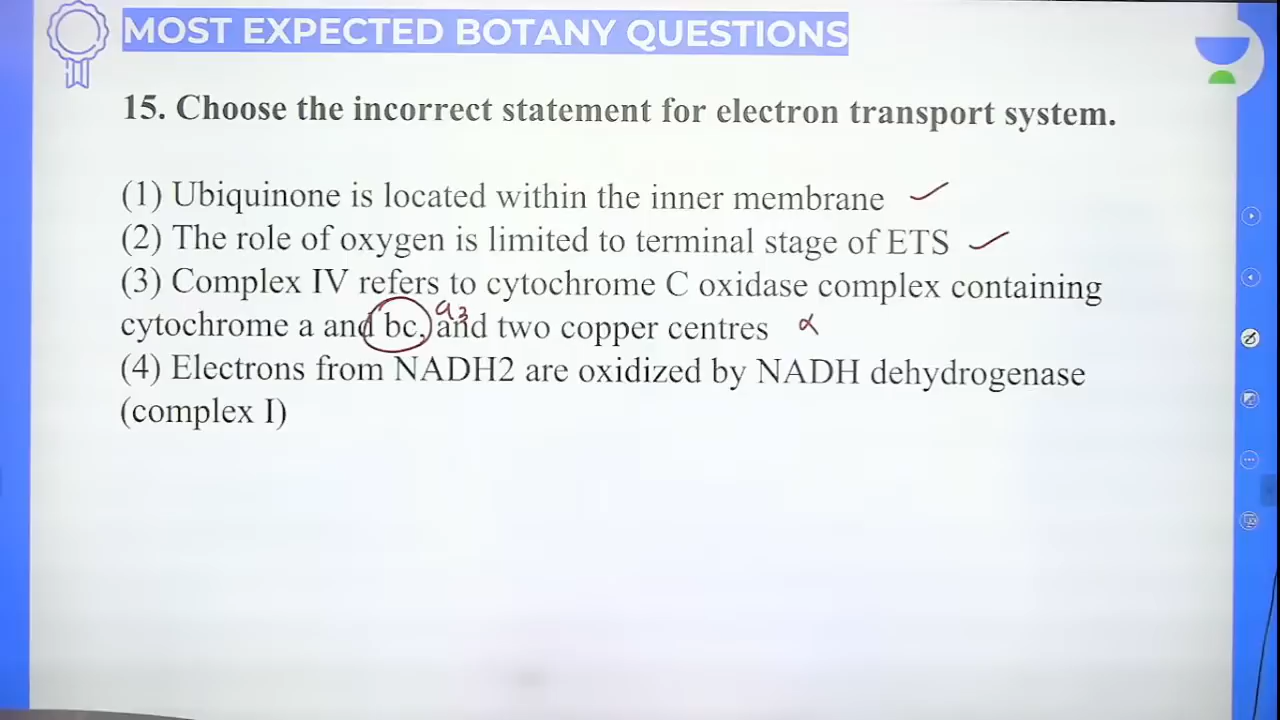 MOST EXPECTED BOTANY QUESTIONS
15. Choose the incorrect statement for electron transport system.
(1) Ubiquinone is located within the inner membrane
(2) The role of oxygen is limited to terminal stage of ETS
(3) Complex IV refers to cytochrome C oxidase complex containing
a3
cytochrome a and bc, and two copper centres
(4) Electrons from NADH2 are oxidized by NADH dehydrogenase
(complex I)